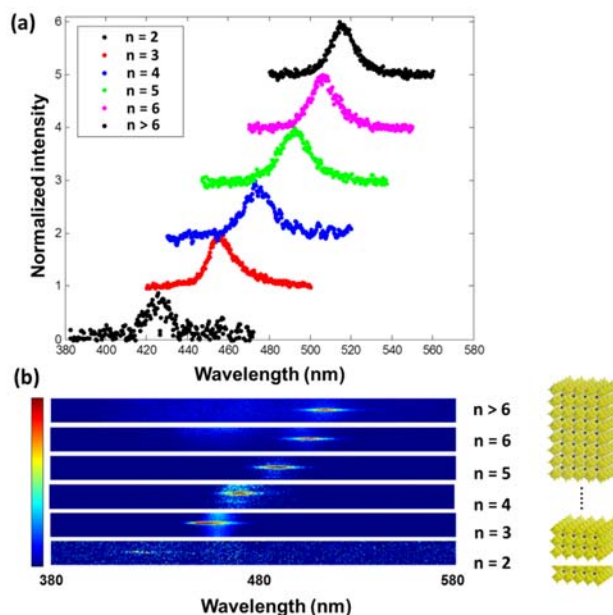 (a)
n = 2
n = 3
n = 4
n = 5
n = 6
n > 6
Normalized intensity
6
5
4
3
2
1
0
380 400 420 440 460 480 500 520 540 560 580
Wavelength (nm)
(b)
n > 6
n = 6
n = 5
n = 4
n = 3
n = 2
380 480 580
Wavelength (nm)